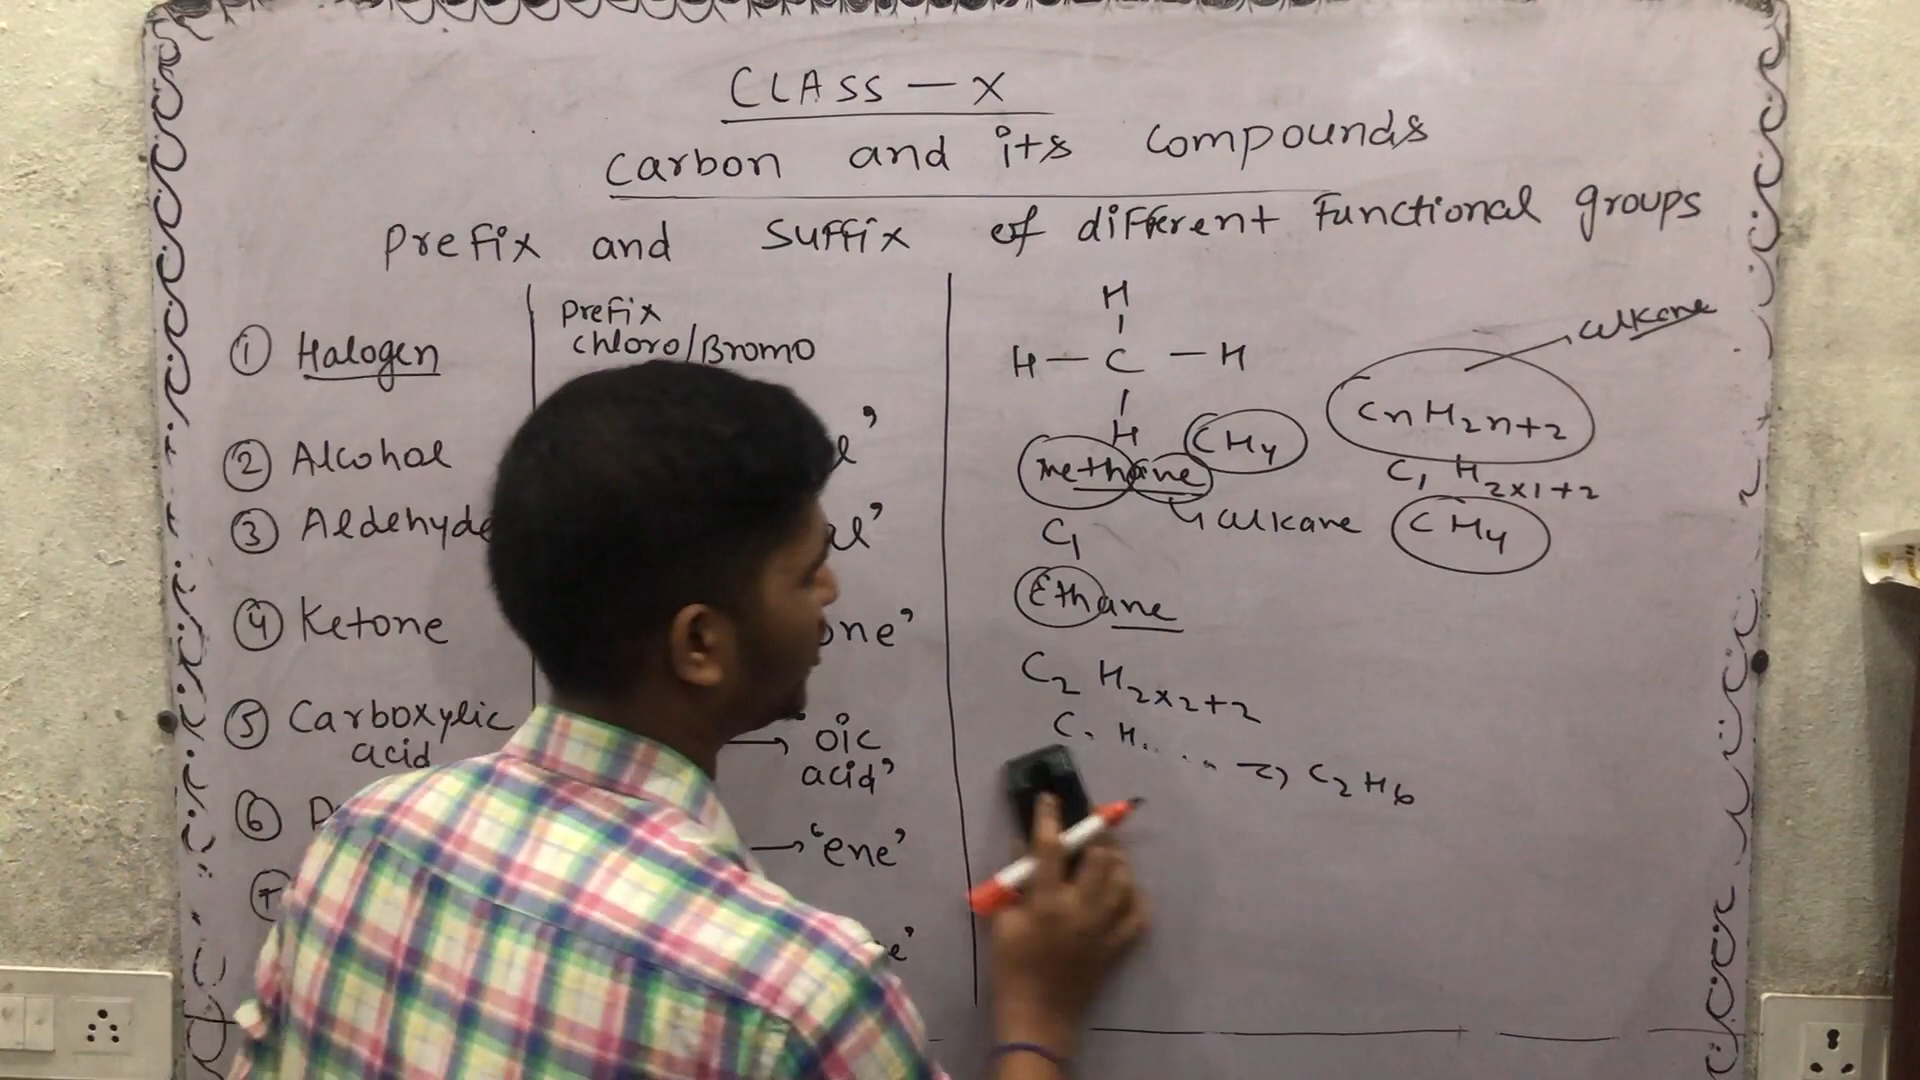 CLASS – X
Carbon and its compounds
Prefix and Suffix of different Functional groups
Prefix
① Halogen
chloro/Bromo
② Alcohol
③ Aldehyde
④ Ketone
⑤ Carboxylic
acid
→ 'oic
acid'
⑥
→ 'ene'
⑦
H
H – C – H
H
CH4
Methane
↳ alkane
C1
Ethane
C2 H2x2+2
C. H. .... => C2H6
alkane
CnH2n+2
C1 H2x1+2
CH4